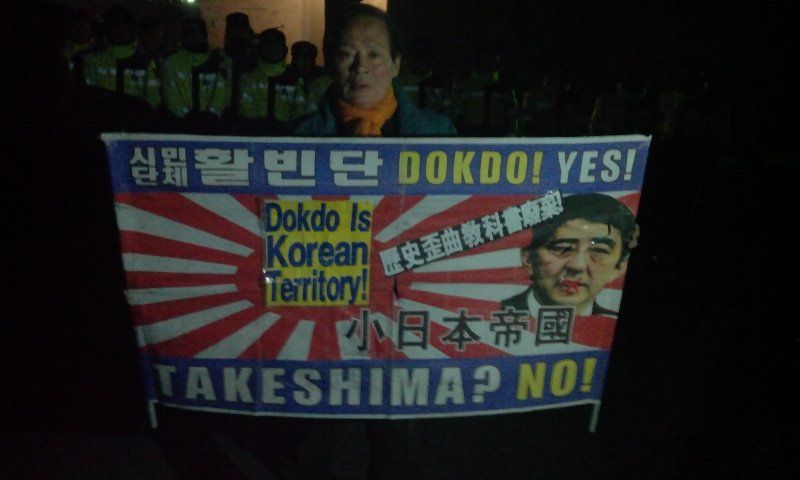 시민
단체 활빈단 DOKDO! YES!
Dokdo Is
Korean
Territory!
歷史歪曲教科書廢棄!
小日本帝國
TAKESHIMA? NO!